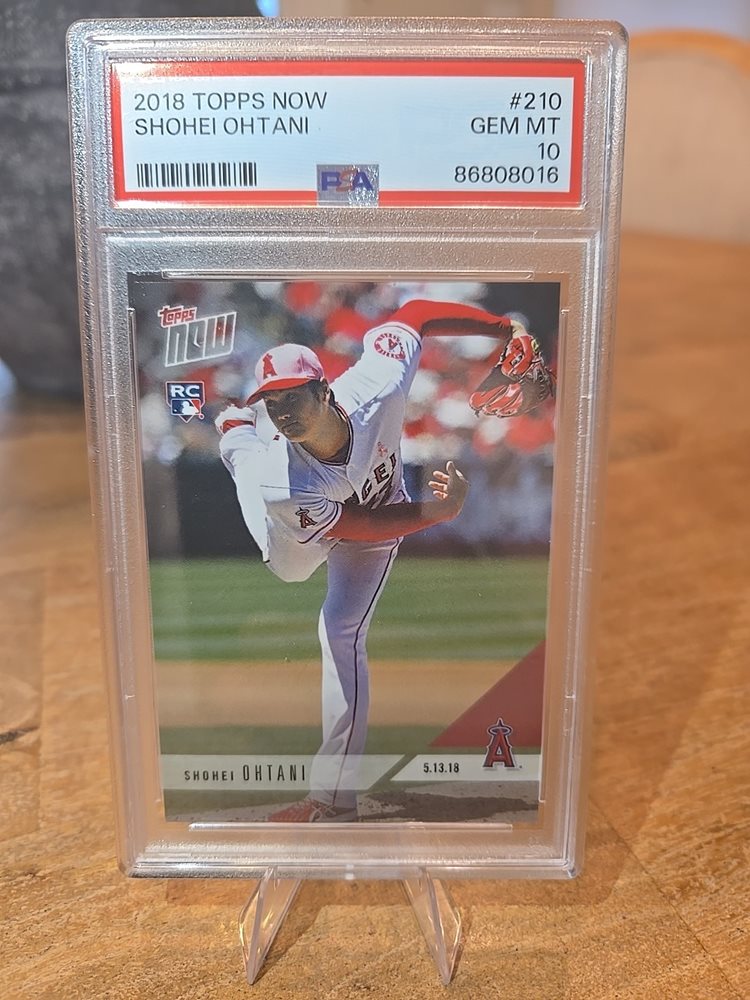 2018 TOPPS NOW #210
SHOHEI OHTANI GEM MT
10
PSA 86808016
topps
now
RC
A
GEL
A
SHOHEI OHTANI
5.13.18
A